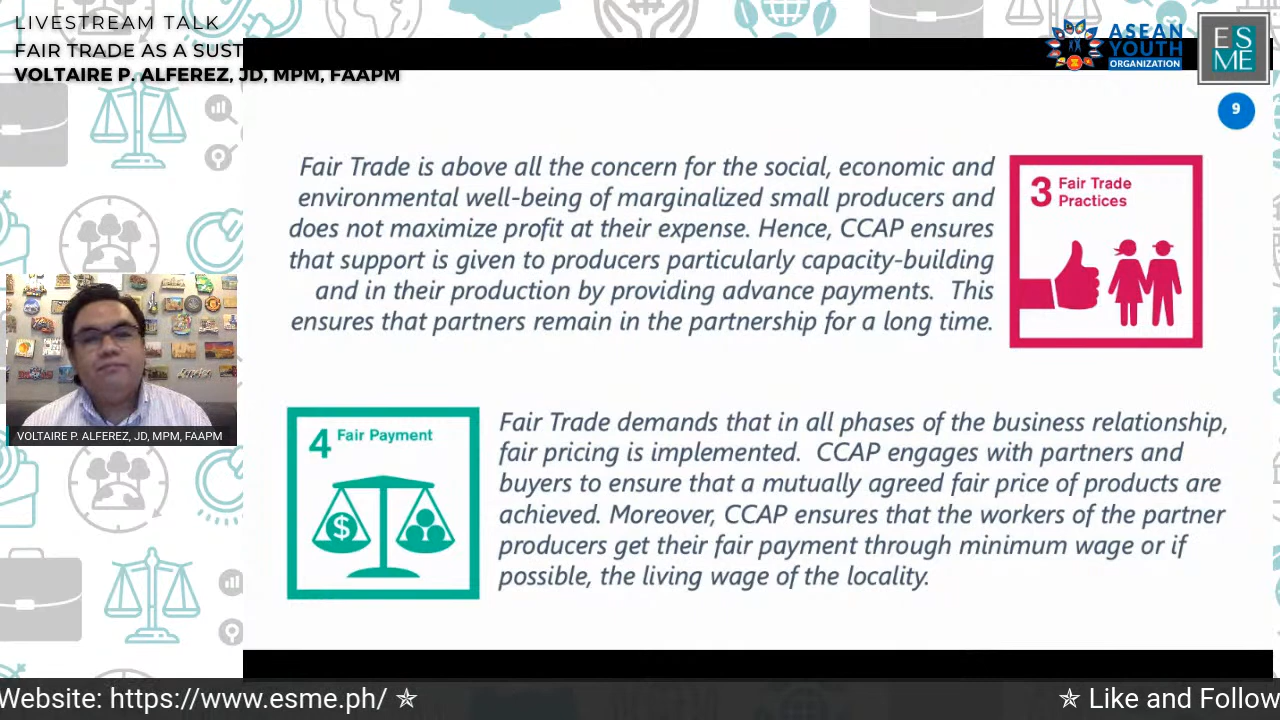 LIVESTREAM TALK
FAIR TRADE AS A SUST
VOLTAIRE P. ALFEREZ, JD, MPM, FAAPM
ASEAN
YOUTH
ORGANIZATION
ES
ME
9
Fair Trade is above all the concern for the social, economic and
environmental well-being of marginalized small producers and
does not maximize profit at their expense. Hence, CCAP ensures
that support is given to producers particularly capacity-building
and in their production by providing advance payments. This
ensures that partners remain in the partnership for a long time.
3 Fair Trade
Practices
VOLTAIRE P. ALFEREZ, JD, MPM, FAAPM
4 Fair Payment
$
Fair Trade demands that in all phases of the business relationship,
fair pricing is implemented. CCAP engages with partners and
buyers to ensure that a mutually agreed fair price of products are
achieved. Moreover, CCAP ensures that the workers of the partner
producers get their fair payment through minimum wage or if
possible, the living wage of the locality.
Website: https://www.esme.ph/ ✯
✯ Like and Follow